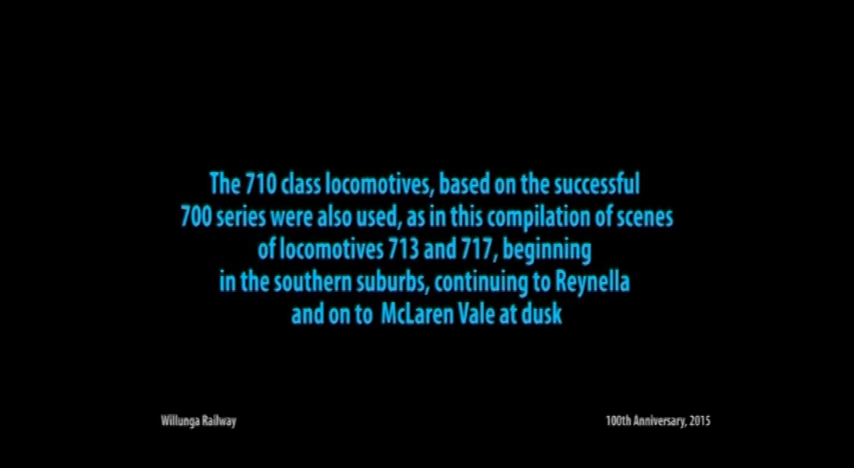 The 710 class locomotives, based on the successful
700 series were also used, as in this compilation of scenes
of locomotives 713 and 717, beginning
in the southern suburbs, continuing to Reynella
and on to McLaren Vale at dusk
Willunga Railway
100th Anniversary, 2015